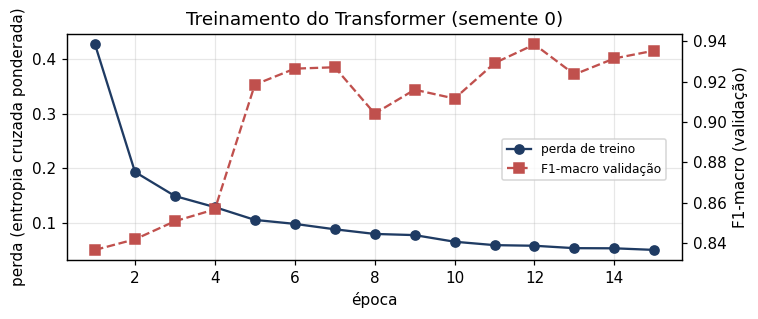 Treinamento do Transformer (semente 0)
perda (entropia cruzada ponderada)
0.4
0.3
0.2
0.1
0.94
0.92
0.90
0.88
0.86
0.84
F1-macro (validação)
perda de treino
F1-macro validação
2 4 6 8 10 12 14
época